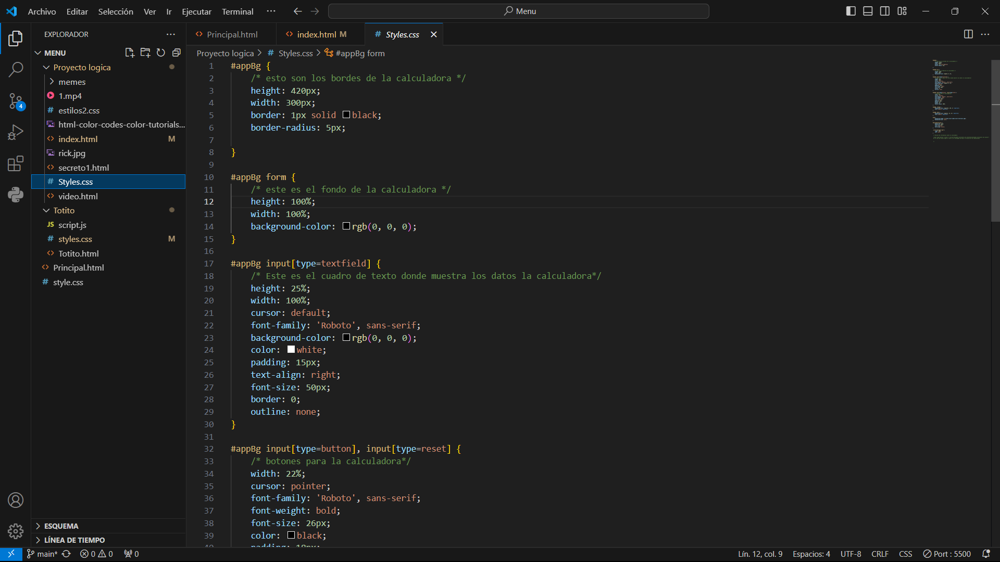 Archivo Editar Selección Ver Ir Ejecutar Terminal ··· Menu
EXPLORADOR
MENU
Proyecto logica
memes
1.mp4
# estilos2.css
html-color-codes-color-tutorials...
<> index.html M
rick.jpg
<> secreto1.html
# Styles.css
<> video.html
Totito
JS script.js
# styles.css M
<> Totito.html
<> Principal.html
# style.css
ESQUEMA
LÍNEA DE TIEMPO
4
<> Principal.html <> index.html M # Styles.css
Proyecto logica > # Styles.css > #appBg form
1 #appBg {
2 /* esto son los bordes de la calculadora */
3 height: 420px;
4 width: 300px;
5 border: 1px solid black;
6 border-radius: 5px;
7
8 }
9
10 #appBg form {
11 /* este es el fondo de la calculadora */
12 height: 100%;
13 width: 100%;
14 background-color: rgb(0, 0, 0);
15 }
16
17 #appBg input[type=textfield] {
18 /* Este es el cuadro de texto donde muestra los datos la calculadora*/
19 height: 25%;
20 width: 100%;
21 cursor: default;
22 font-family: 'Roboto', sans-serif;
23 background-color: rgb(0, 0, 0);
24 color: white;
25 padding: 15px;
26 text-align: right;
27 font-size: 50px;
28 border: 0;
29 outline: none;
30 }
31
32 #appBg input[type=button], input[type=reset] {
33 /* botones para la calculadora*/
34 width: 22%;
35 cursor: pointer;
36 font-family: 'Roboto', sans-serif;
37 font-weight: bold;
38 font-size: 26px;
39 color: black;
main* 0 0 0 Lín. 12, col. 9 Espacios: 4 UTF-8 CRLF CSS Port : 5500